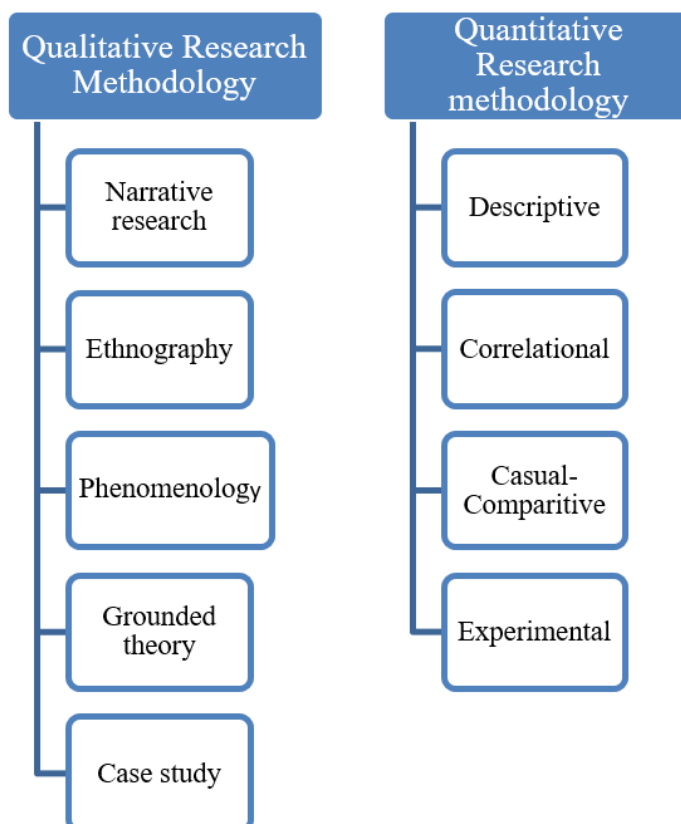 Qualitative Research
Methodology
Narrative
research
Ethnography
Phenomenology
Grounded
theory
Case study
Quantitative
Research
methodology
Descriptive
Correlational
Casual-
Comparitive
Experimental